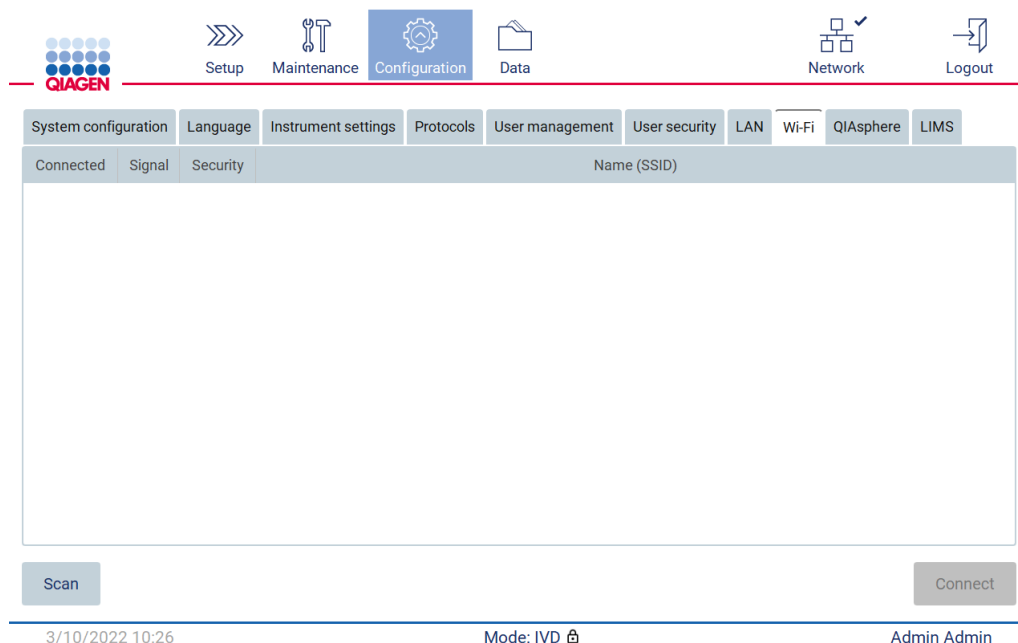 QIAGEN
Setup Maintenance Configuration Data Network Logout
System configuration Language Instrument settings Protocols User management User security LAN Wi-Fi QIAsphere LIMS
Connected Signal Security Name (SSID)
Scan Connect
3/10/2022 10:26 Mode: IVD Admin Admin